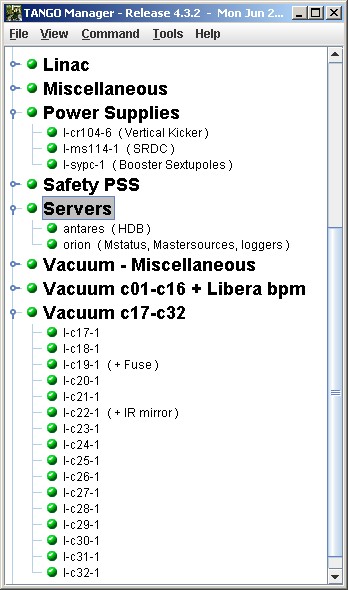 TANGO Manager - Release 4.3.2 - Mon Jun 2...
File View Command Tools Help
Linac
Miscellaneous
Power Supplies
l-cr104-6 ( Vertical Kicker )
l-ms114-1 ( SRDC )
l-sypc-1 ( Booster Sextupoles )
Safety PSS
Servers
antares ( HDB )
orion ( Mstatus, Mastersources, loggers )
Vacuum - Miscellaneous
Vacuum c01-c16 + Libera bpm
Vacuum c17-c32
l-c17-1
l-c18-1
l-c19-1 ( + Fuse )
l-c20-1
l-c21-1
l-c22-1 ( + IR mirror )
l-c23-1
l-c24-1
l-c25-1
l-c26-1
l-c27-1
l-c28-1
l-c29-1
l-c30-1
l-c31-1
l-c32-1